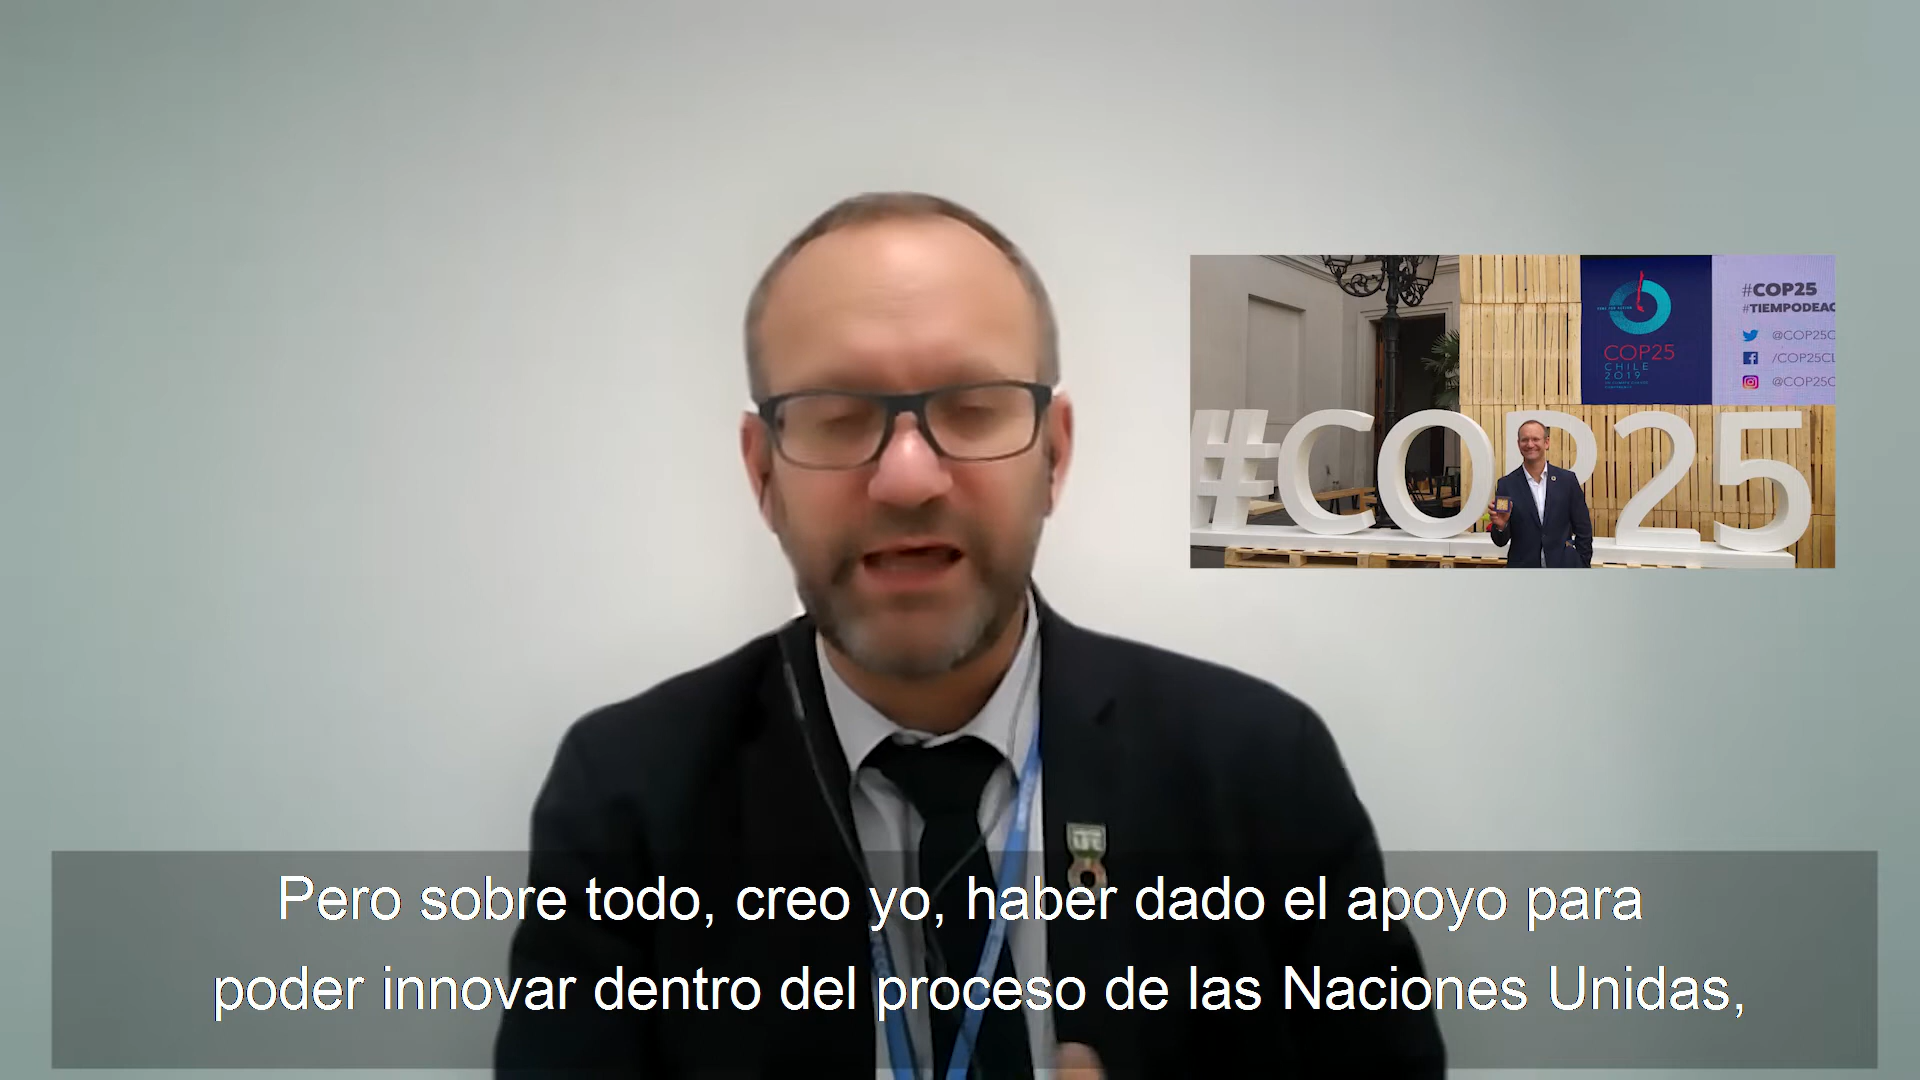 #COP25
#TIEMPODEAC
@COP25C
/COP25CL
@COP25C
COP25
CHILE
2019
#COP25
Pero sobre todo, creo yo, haber dado el apoyo para
poder innovar dentro del proceso de las Naciones Unidas,